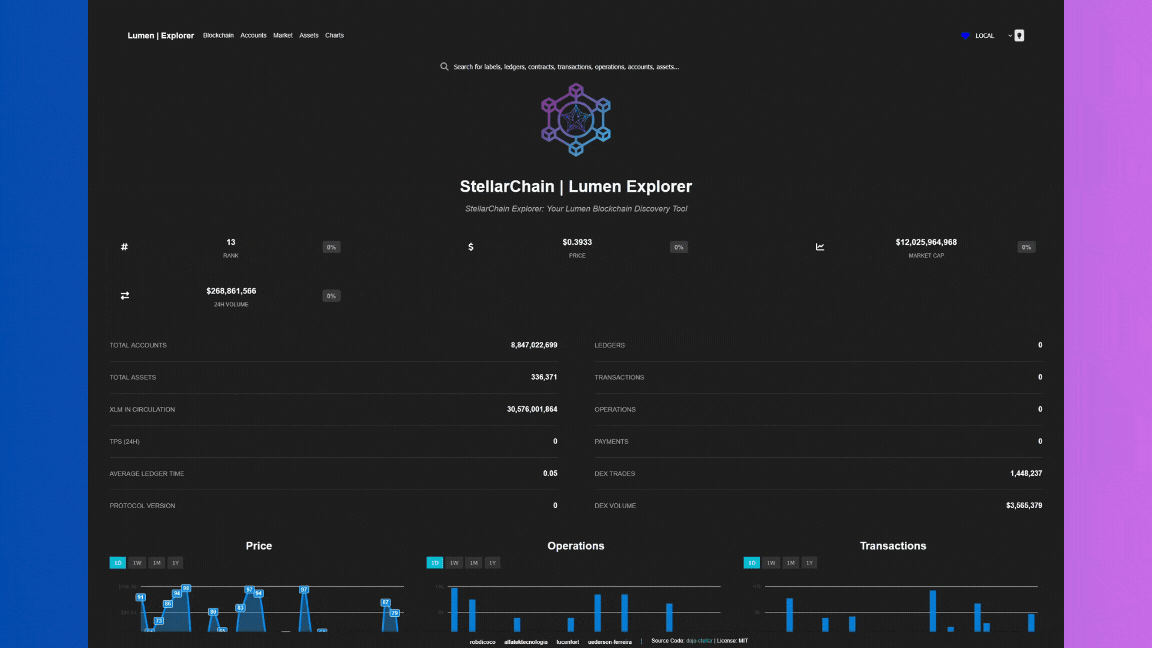 Lumen | Explorer Blockchain Accounts Market Assets Charts LOCAL
Search for labels, ledgers, contracts, transactions, operations, accounts, assets...
StellarChain | Lumen Explorer
StellarChain Explorer: Your Lumen Blockchain Discovery Tool
# 13 0% $ $0.3933 0% $12,025,964,968 0%
RANK PRICE MARKET CAP
$268,861,566 0%
24H VOLUME
TOTAL ACCOUNTS 8,847,022,699 LEDGERS 0
TOTAL ASSETS 336,371 TRANSACTIONS 0
XLM IN CIRCULATION 30,576,001,864 OPERATIONS 0
TPS (24H) 0 PAYMENTS 0
AVERAGE LEDGER TIME 0.05 DEX TRADES 1,448,237
PROTOCOL VERSION 0 DEX VOLUME $3,565,379
Price Operations Transactions
1D 1W 1M 1Y 1D 1W 1M 1Y 1D 1W 1M 1Y
91 73 86 94 98 90 83 97 94 97 87 79
robdicoco alfatektecnologia lucenfort uederson-ferreira | Source Code: dojo-stellar | License: MIT